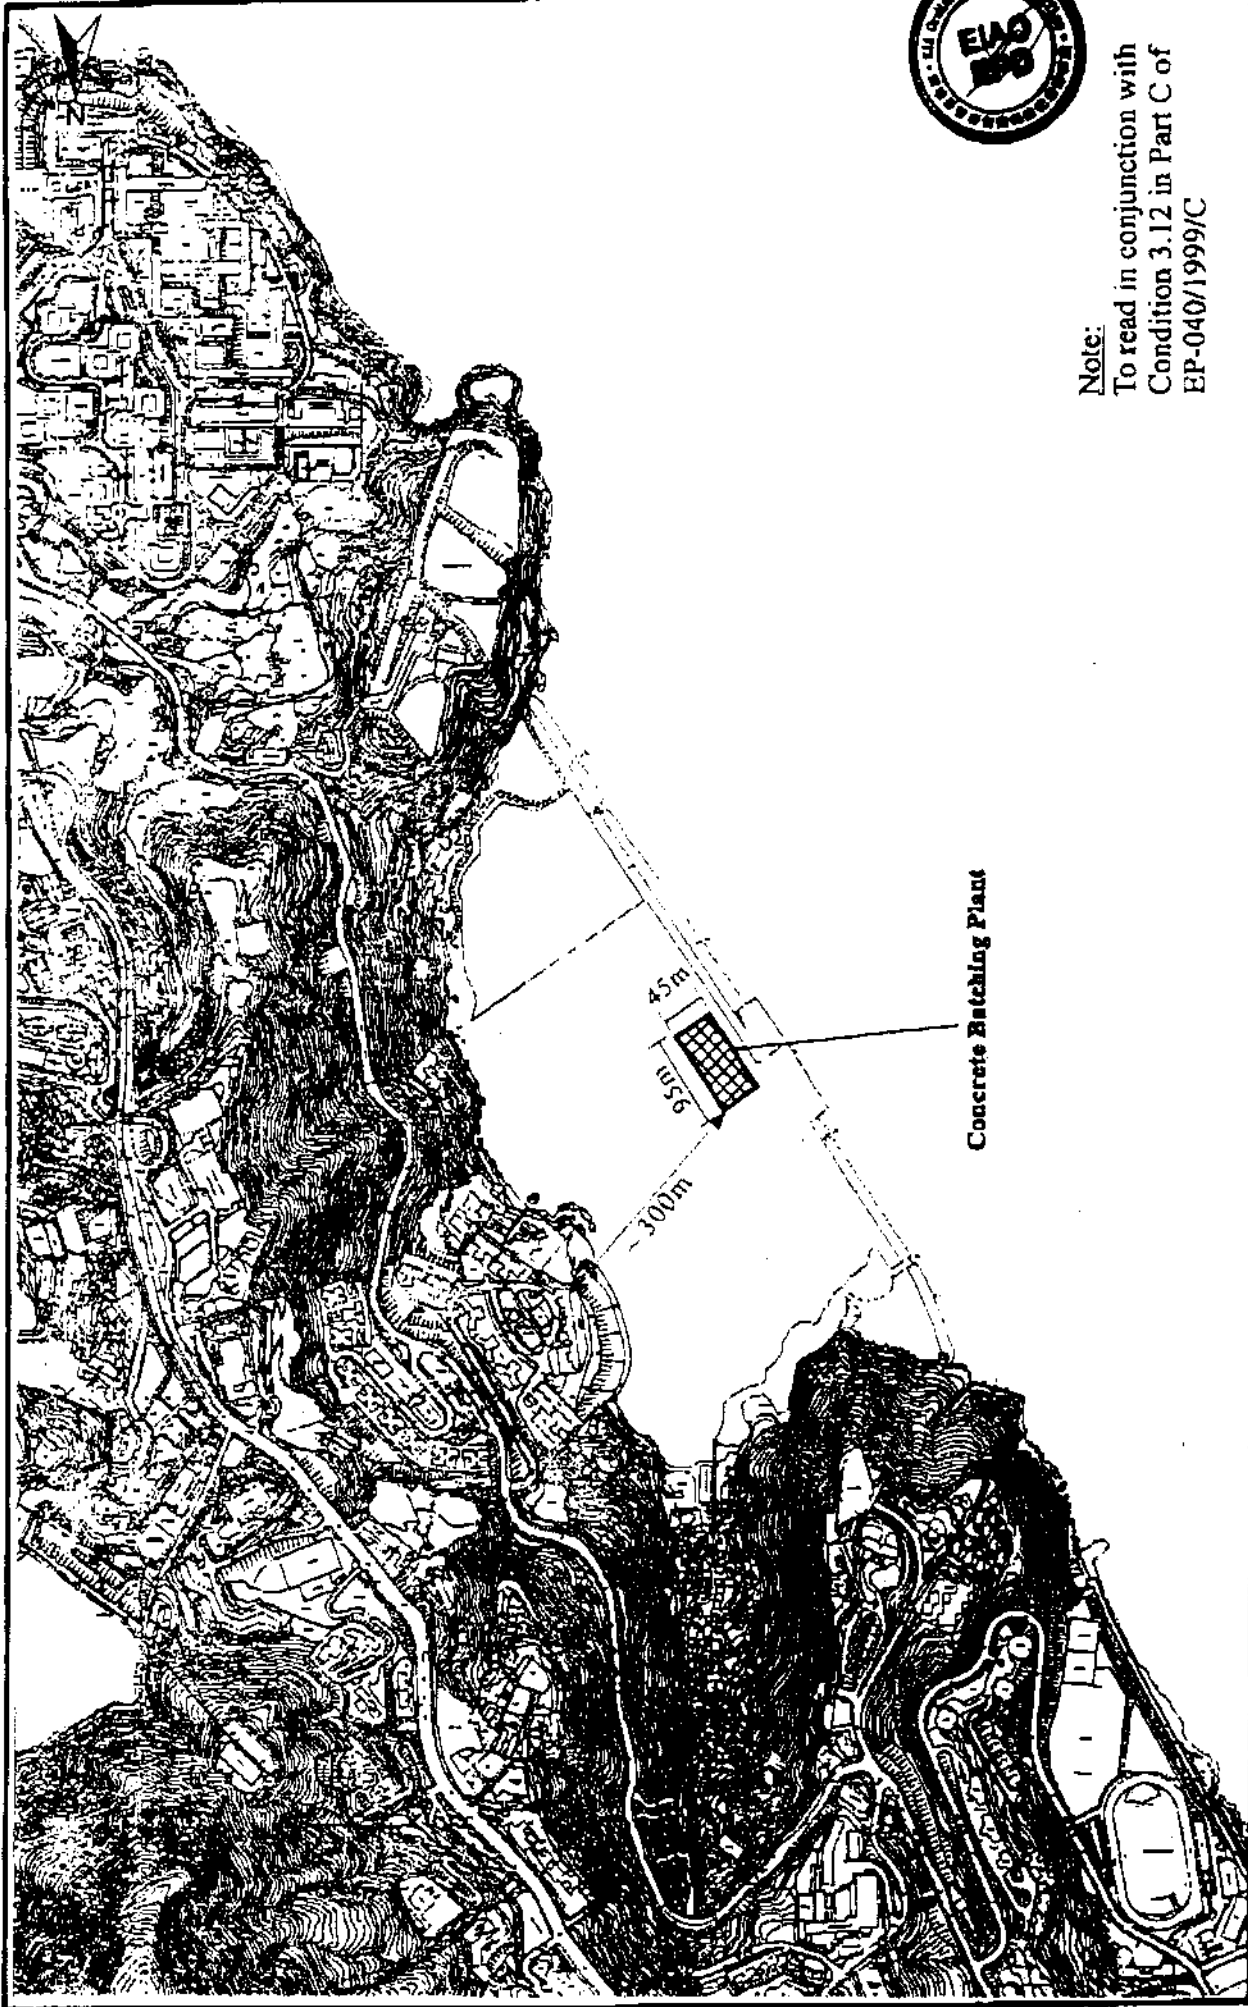 N
EIAO
EPD
Note:
To read in conjunction with
Condition 3.12 in Part C of
EP-040/1999/C
45m
95m
~300m
Concrete Batching Plant